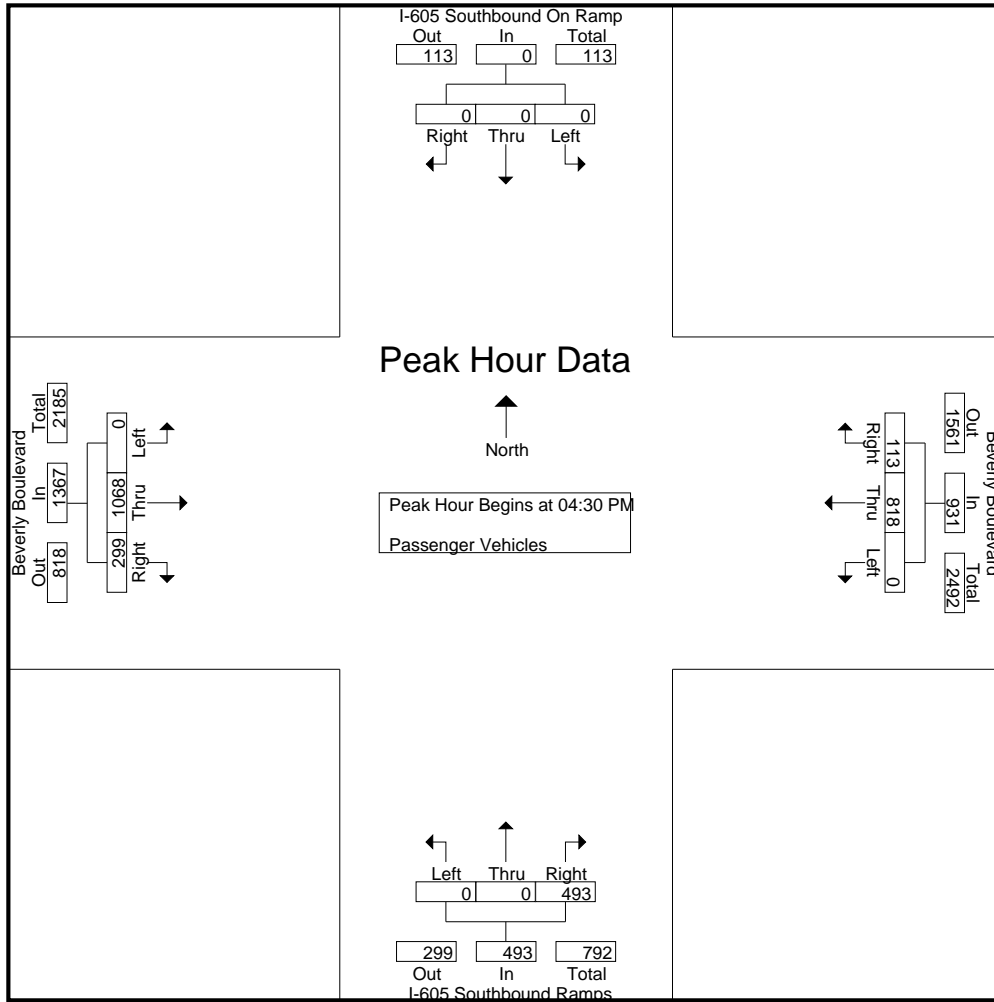 I-605 Southbound On Ramp
Out In Total
113 0 113
0 0 0
Right Thru Left
Peak Hour Data
North
Peak Hour Begins at 04:30 PM
Passenger Vehicles
Beverly Boulevard
Out In Total
818 1367 2185
299 1068 0
Right Thru Left
Beverly Boulevard
Out In Total
1561 931 2492
113 818 0
Right Thru Left
Left Thru Right
0 0 493
299 493 792
Out In Total
I-605 Southbound Ramps